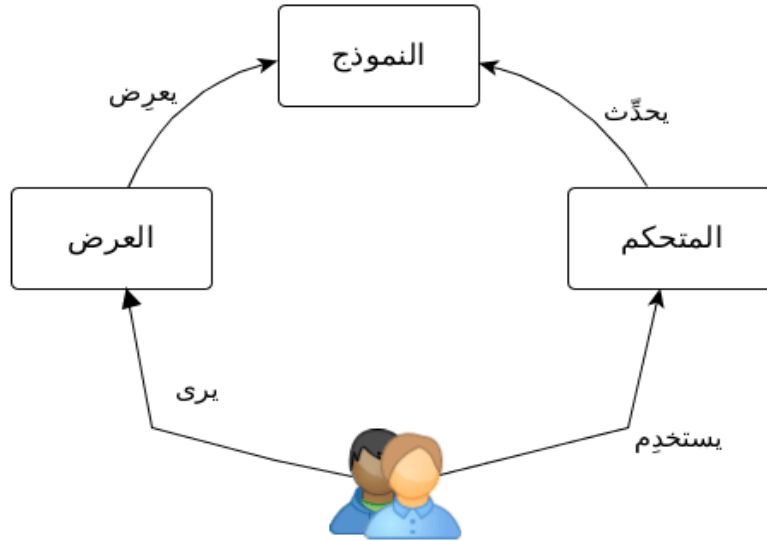 النموذج
يحدِّث
يعرِض
المتحكم
العرض
يرى
يستخدِم